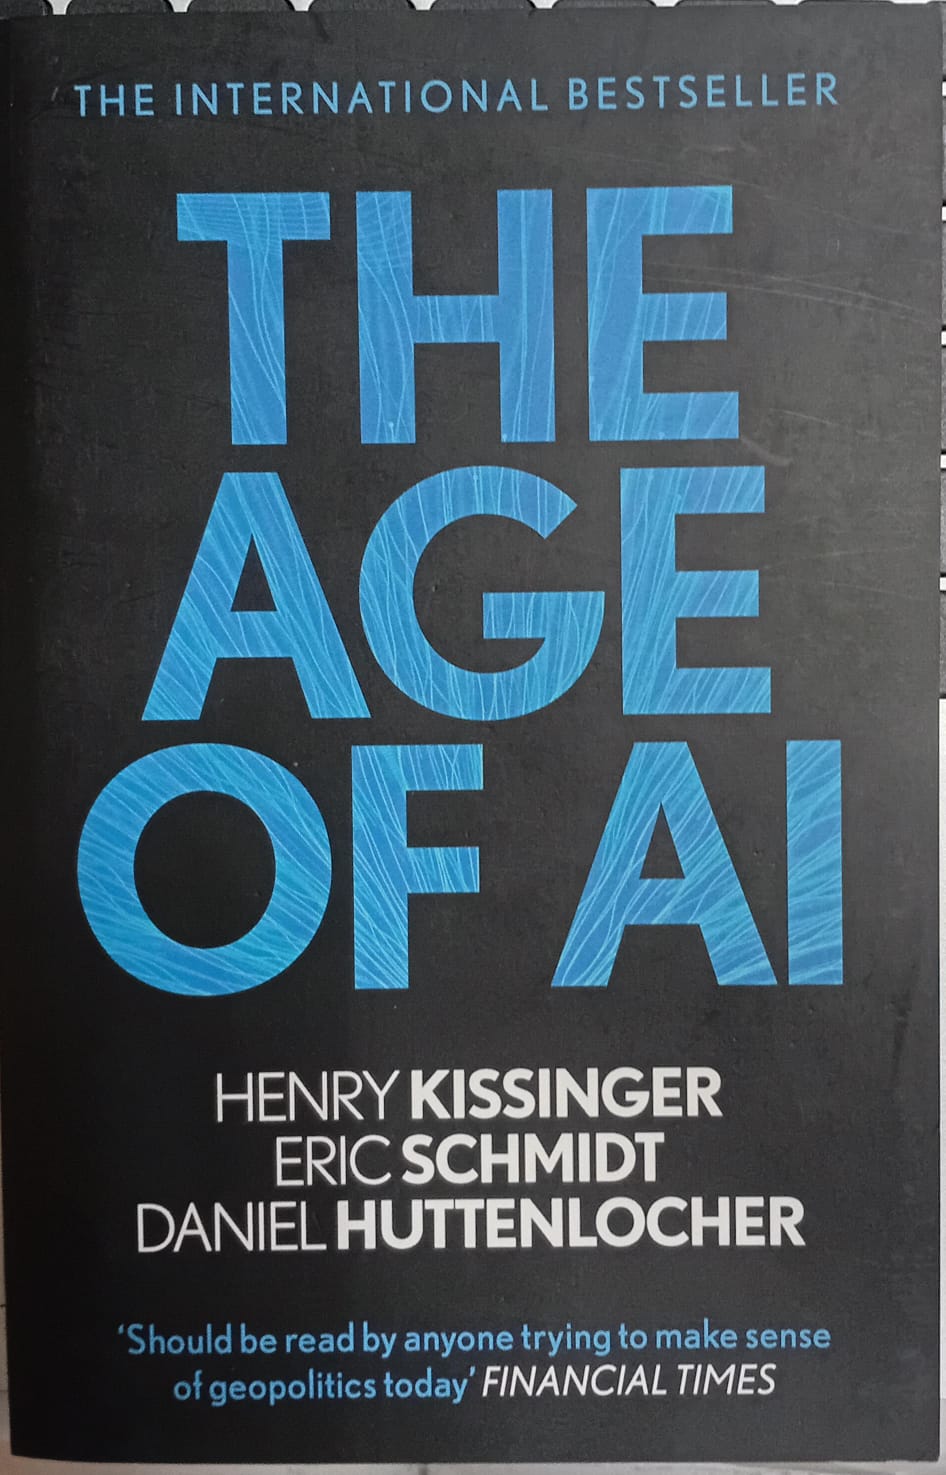 THE INTERNATIONAL BESTSELLER
THE
AGE
OF AI
HENRY KISSINGER
ERIC SCHMIDT
DANIEL HUTTENLOCHER
‘Should be read by anyone trying to make sense
of geopolitics today’ FINANCIAL TIMES